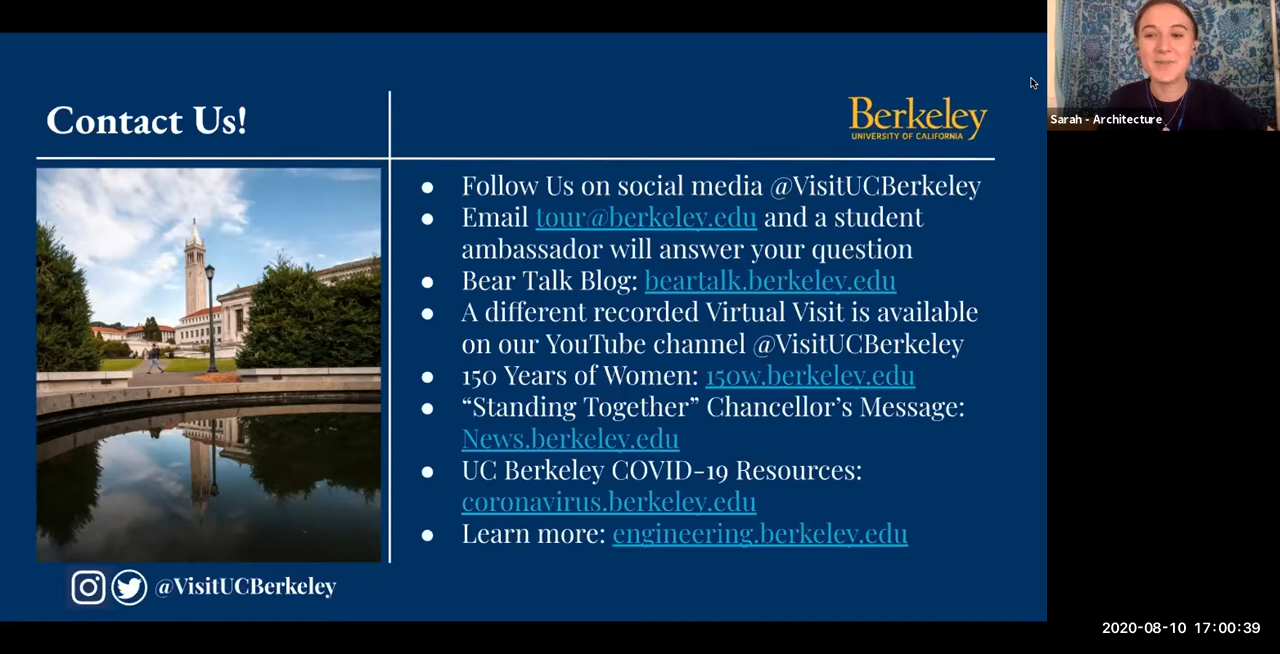 Contact Us!
Berkeley
UNIVERSITY OF CALIFORNIA
Sarah - Architecture
● Follow Us on social media @VisitUCBerkeley
● Email tour@berkeley.edu and a student
ambassador will answer your question
● Bear Talk Blog: beartalk.berkeley.edu
● A different recorded Virtual Visit is available
on our YouTube channel @VisitUCBerkeley
● 150 Years of Women: 150w.berkeley.edu
● “Standing Together” Chancellor’s Message:
News.berkeley.edu
● UC Berkeley COVID-19 Resources:
coronavirus.berkeley.edu
● Learn more: engineering.berkeley.edu
@VisitUCBerkeley
2020-08-10 17:00:39